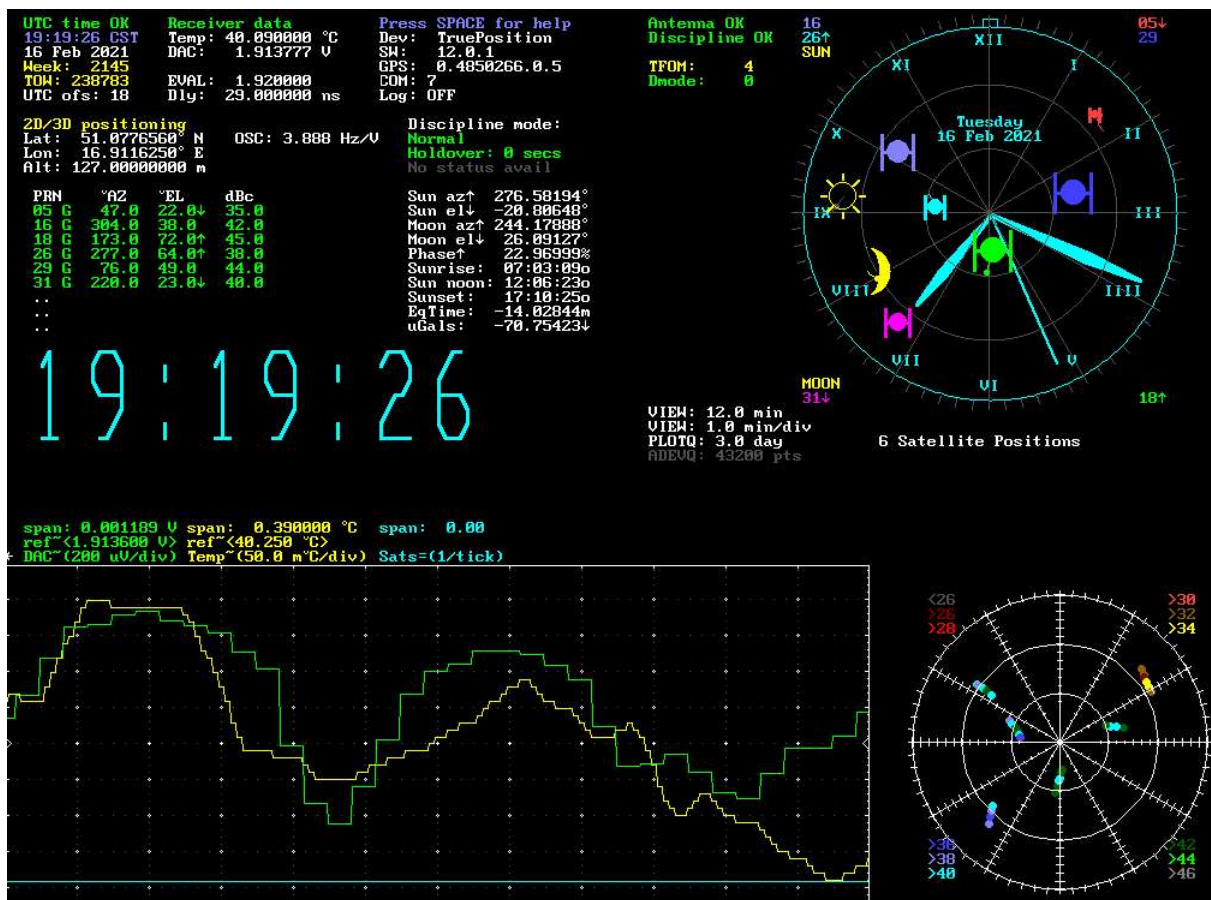 UTC time OK   Receiver data   Press SPACE for help
19:19:26 CST   Temp: 40.090000 °C   Dev:  TruePosition
16 Feb 2021   DAC:  1.913777 V   SW:   12.0.1
Week: 2145   GPS:  0.4850266.0.5
TOW: 238783   EVAL: 1.920000   COM: 7
UTC ofs: 18   Dly:  29.000000 ns   Log: OFF
2D/3D positioning   Discipline mode:
Lat:  51.0776560° N   OSC: 3.888 Hz/V   Normal
Lon:  16.9116250° E   Holdover: 0 secs
Alt: 127.00000000 m   No status avail
PRN   °AZ   °EL   dBc
05 G   47.0   22.0↓   35.0
16 G   304.0   38.0   42.0
18 G   173.0   72.0↑   45.0
26 G   277.0   64.0↑   38.0
29 G   76.0   49.0   44.0
31 G   220.0   23.0↓   40.0
..
..
..
Sun az↑  276.58194°
Sun el↓  -20.80648°
Moon az↑ 244.17888°
Moon el↓  26.09127°
Phase↑    22.96999%
Sunrise:  07:03:09o
Sun noon: 12:06:23o
Sunset:   17:10:25o
EqTime:  -14.02844m
uGals:   -70.75423↓
19:19:26
Antenna OK
Discipline OK
TFOM:   4
Dmode:   0
16
26↑
SUN
05↓
29
XII
I
II
III
IIII
V
VI
VII
VIII
IX
X
XI
Tuesday
16 Feb 2021
MOON
31↓
18↑
VIEW: 12.0 min
VIEW: 1.0 min/div
PLOTQ: 3.0 day
ADEVQ: 43200 pts
6 Satellite Positions
span: 0.001189 V   span:  0.390000 °C   span:  0.00
ref~<1.913600 V>   ref~<40.250 °C>
DAC~(200 uV/div)   Temp~(50.0 m°C/div)   Sats=(1/tick)
<26
>26
>28
>30
>32
>34
>36
>38
>40
>42
>44
>46